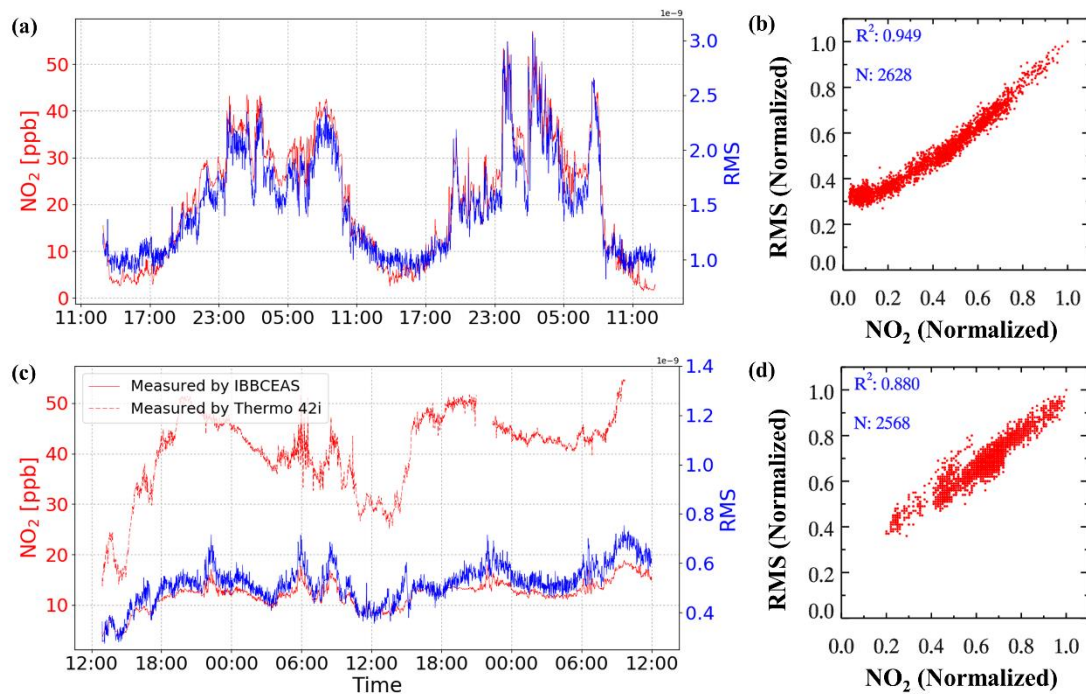 (a)
1e−9
NO2 [ppb]
50
40
30
20
10
0
3.0
2.5
2.0
1.5
1.0
RMS
11:00 17:00 23:00 05:00 11:00 17:00 23:00 05:00 11:00
(b)
R2: 0.949
N: 2628
RMS (Normalized)
1.0
0.8
0.6
0.4
0.2
0.0
0.0 0.2 0.4 0.6 0.8 1.0
NO2 (Normalized)
(c)
1e−9
Measured by IBBCEAS
Measured by Thermo 42i
NO2 [ppb]
50
40
30
20
10
1.4
1.2
1.0
0.8
0.6
0.4
RMS
12:00 18:00 00:00 06:00 12:00 18:00 00:00 06:00 12:00
Time
(d)
R2: 0.880
N: 2568
RMS (Normalized)
1.0
0.8
0.6
0.4
0.2
0.0
0.0 0.2 0.4 0.6 0.8 1.0
NO2 (Normalized)